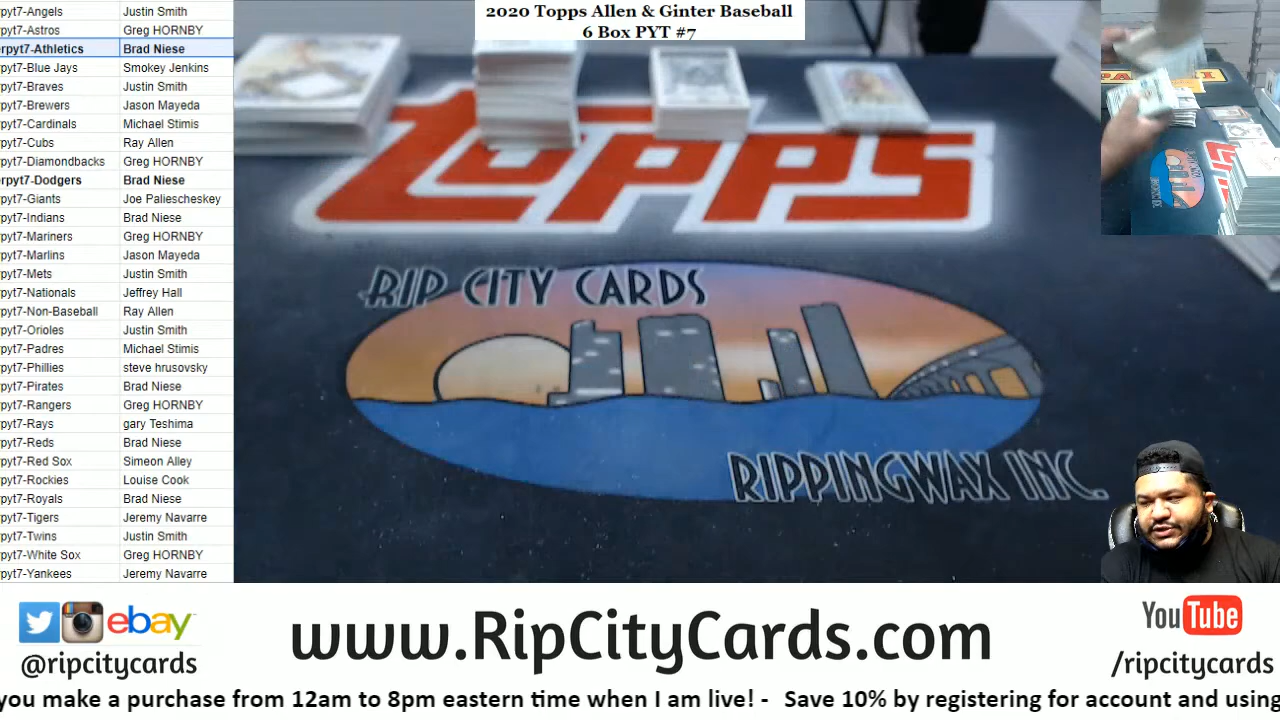 2020 Topps Allen & Ginter Baseball
6 Box PYT #7
pyt7-Angels Justin Smith
pyt7-Astros Greg HORNBY
rpyt7-Athletics Brad Niese
pyt7-Blue Jays Smokey Jenkins
pyt7-Braves Justin Smith
pyt7-Brewers Jason Mayeda
pyt7-Cardinals Michael Stimis
pyt7-Cubs Ray Allen
pyt7-Diamondbacks Greg HORNBY
rpyt7-Dodgers Brad Niese
pyt7-Giants Joe Paliescheskey
pyt7-Indians Brad Niese
pyt7-Mariners Greg HORNBY
pyt7-Marlins Jason Mayeda
pyt7-Mets Justin Smith
pyt7-Nationals Jeffrey Hall
pyt7-Non-Baseball Ray Allen
pyt7-Orioles Justin Smith
pyt7-Padres Michael Stimis
pyt7-Phillies steve hrusovsky
pyt7-Pirates Brad Niese
pyt7-Rangers Greg HORNBY
pyt7-Rays gary Teshima
pyt7-Reds Brad Niese
pyt7-Red Sox Simeon Alley
pyt7-Rockies Louise Cook
pyt7-Royals Brad Niese
pyt7-Tigers Jeremy Navarre
pyt7-Twins Justin Smith
pyt7-White Sox Greg HORNBY
pyt7-Yankees Jeremy Navarre
Topps
RIP CITY CARDS
RIPPINGWAX INC.
ebay
@ripcitycards
www.RipCityCards.com
YouTube
/ripcitycards
you make a purchase from 12am to 8pm eastern time when I am live! - Save 10% by registering for account and using